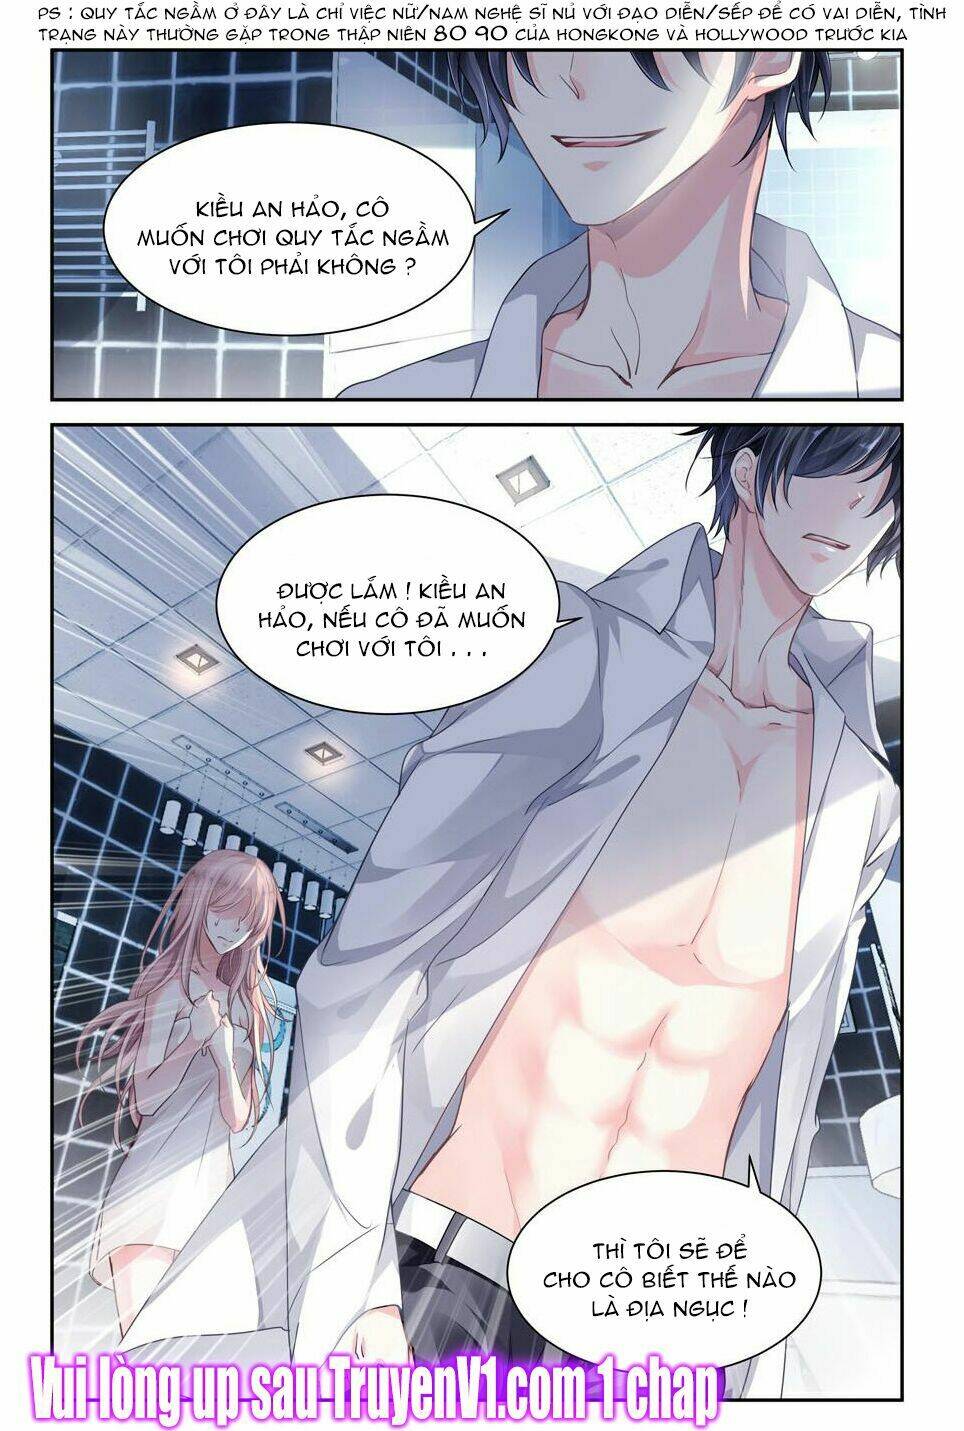 PS : QUY TẮC NGẦM Ở ĐÂY LÀ CHỈ VIỆC NỮ/NAM NGHỆ SĨ NỦ VỚI ĐẠO DIỄN/SẾP ĐỂ CÓ VAI DIỄN, TÌNH
TRẠNG NÀY THƯỜNG GẶP TRONG THẬP NIÊN 80 90 CỦA HONGKONG VÀ HOLLYWOOD TRƯỚC KIA
KIỀU AN HẢO, CÔ
MUỐN CHƠI QUY TẮC NGẦM
VỚI TÔI PHẢI KHÔNG ?
ĐƯỢC LẮM ! KIỀU AN
HẢO, NẾU CÔ ĐÃ MUỐN
CHƠI VỚI TÔI . . .
THÌ TÔI SẼ ĐỂ
CHO CÔ BIẾT THẾ NÀO
LÀ ĐỊA NGỤC !
Vui lòng up sau TruyenV1.com 1 chap